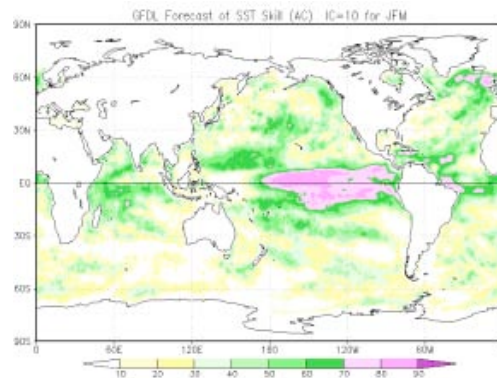 GFDL Forecast of SST Skill (AC) IC=10 for JFM
90N
60N
30N
EQ
30S
60S
90S
0 60E 120E 180 120W 60W
10 20 30 40 50 60 70 80 90